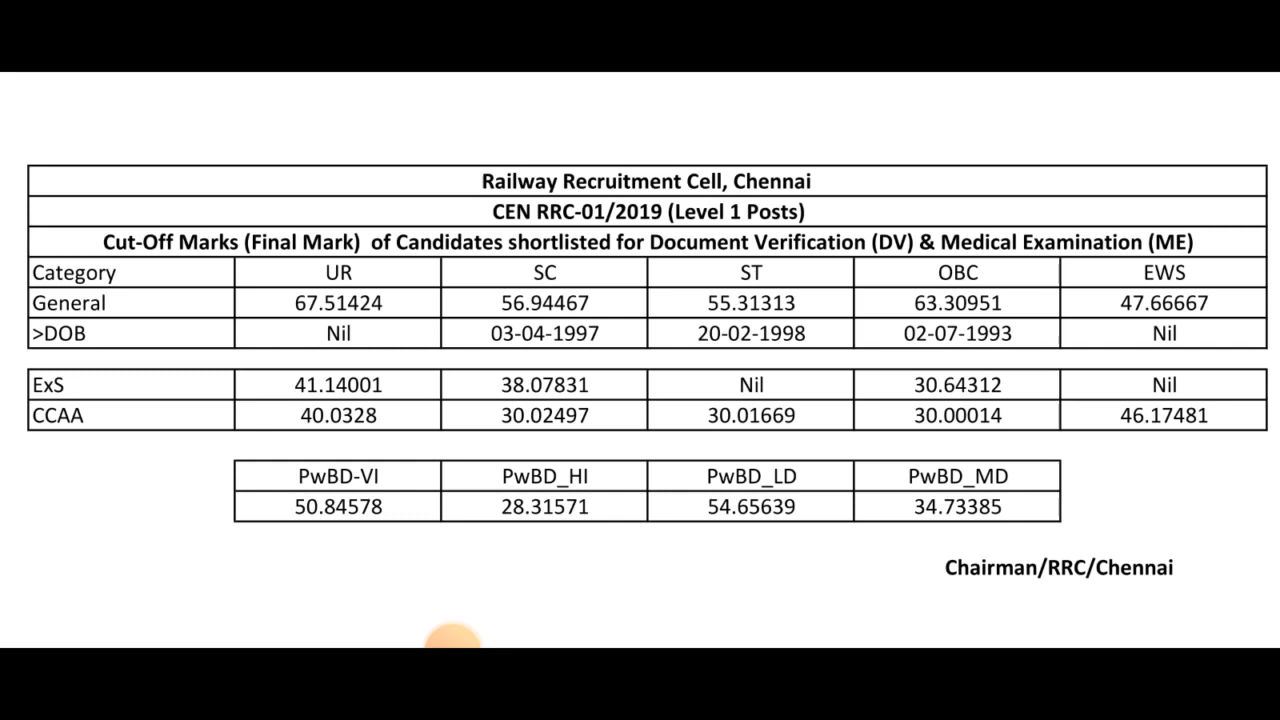 Railway Recruitment Cell, Chennai
CEN RRC-01/2019 (Level 1 Posts)
Cut-Off Marks (Final Mark)  of Candidates shortlisted for Document Verification (DV) & Medical Examination (ME)
Category UR SC ST OBC EWS
General 67.51424 56.94467 55.31313 63.30951 47.66667
>DOB Nil 03-04-1997 20-02-1998 02-07-1993 Nil
ExS 41.14001 38.07831 Nil 30.64312 Nil
CCAA 40.0328 30.02497 30.01669 30.00014 46.17481
PwBD-VI PwBD_HI PwBD_LD PwBD_MD
50.84578 28.31571 54.65639 34.73385
Chairman/RRC/Chennai